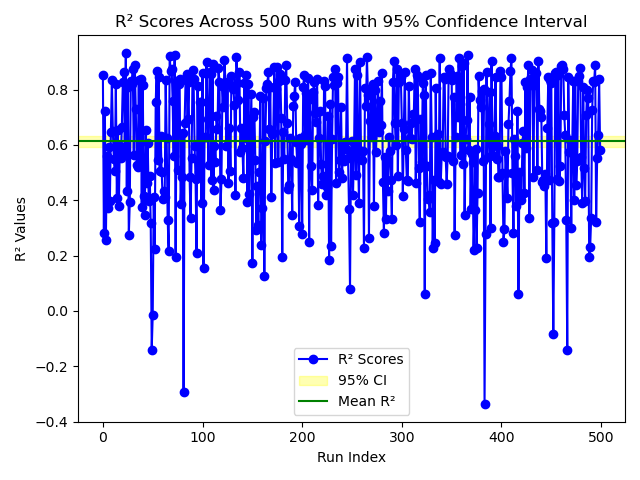 R² Scores Across 500 Runs with 95% Confidence Interval
R² Values
0.8
0.6
0.4
0.2
0.0
−0.2
−0.4
R² Scores
95% CI
Mean R²
0
100
200
300
400
500
Run Index